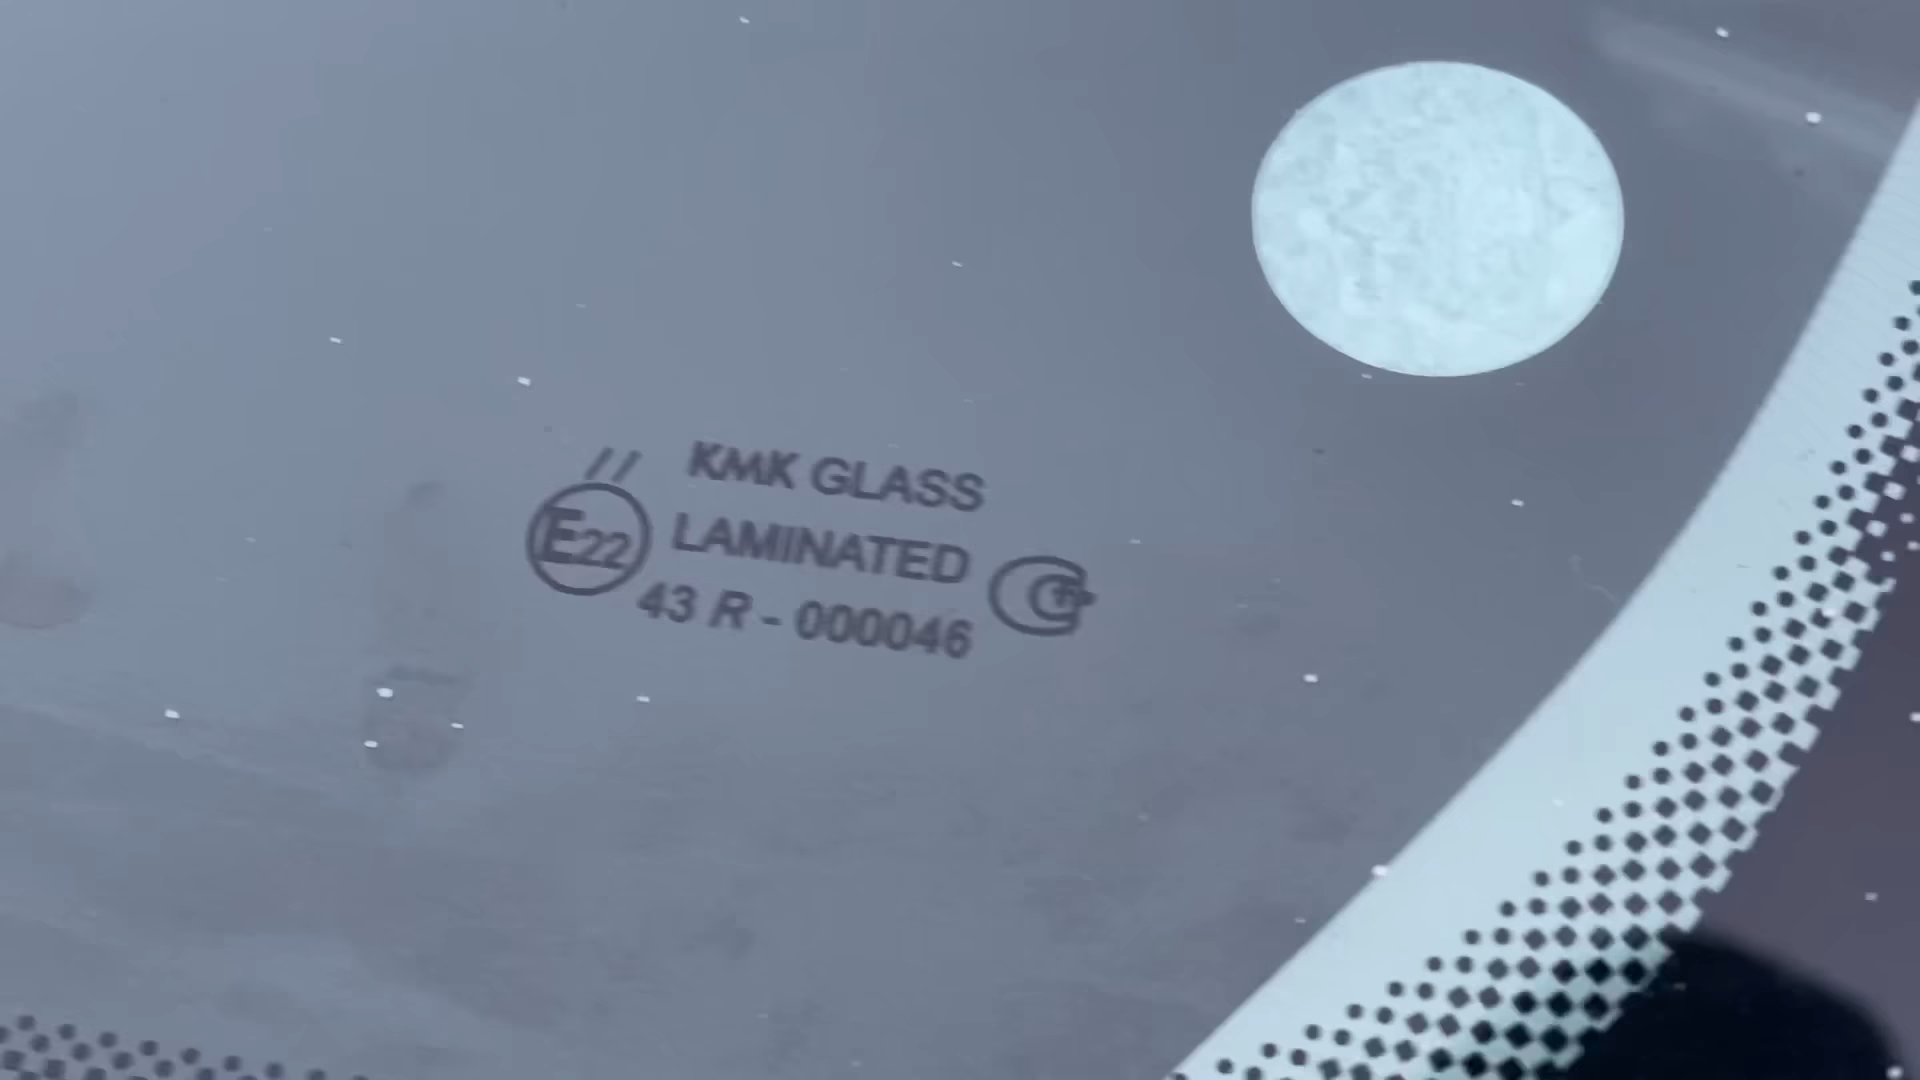 //
KMK GLASS
E22 LAMINATED
43 R - 000046